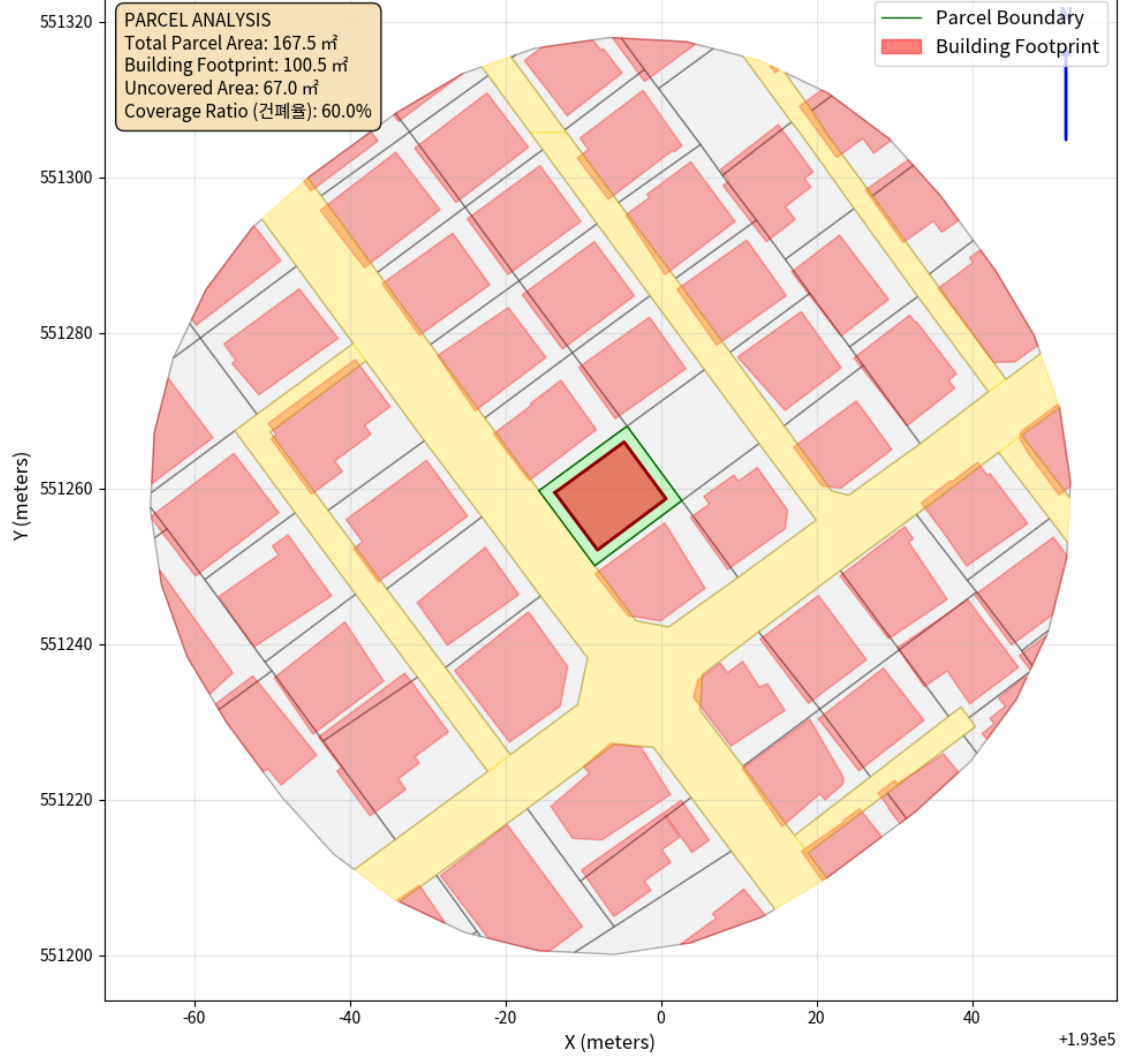 PARCEL ANALYSIS
Total Parcel Area: 167.5 ㎡
Building Footprint: 100.5 ㎡
Uncovered Area: 67.0 ㎡
Coverage Ratio (건폐율): 60.0%
N
Parcel Boundary
Building Footprint
551320
551300
551280
551260
551240
551220
551200
Y (meters)
-60
-40
-20
0
20
40
X (meters)
+1.93e5